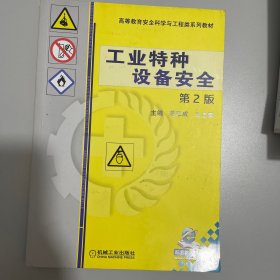 高等教育安全科学与工程类系列教材
工业特种
设备安全
第2版
主编
机械工业出版社